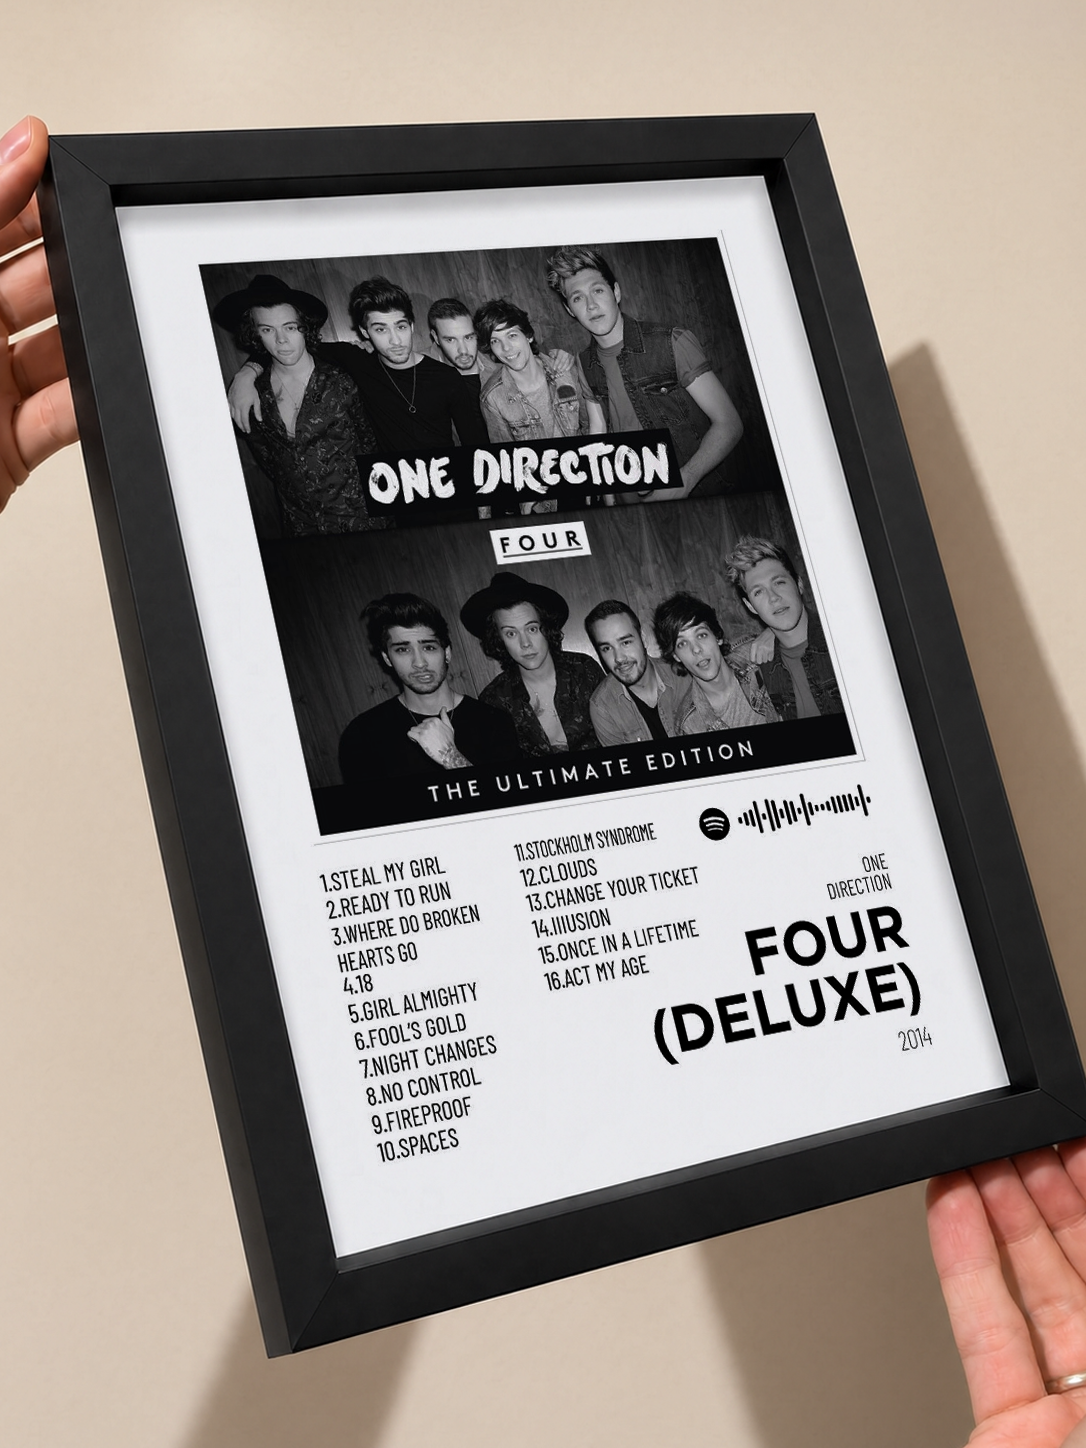 ONE DIRECTION
FOUR
THE ULTIMATE EDITION
1.STEAL MY GIRL
2.READY TO RUN
3.WHERE DO BROKEN
HEARTS GO
4.18
5.GIRL ALMIGHTY
6.FOOL'S GOLD
7.NIGHT CHANGES
8.NO CONTROL
9.FIREPROOF
10.SPACES
11.STOCKHOLM SYNDROME
12.CLOUDS
13.CHANGE YOUR TICKET
14.IIIUSION
15.ONCE IN A LIFETIME
16.ACT MY AGE
ONE
DIRECTION
FOUR
(DELUXE)
2014